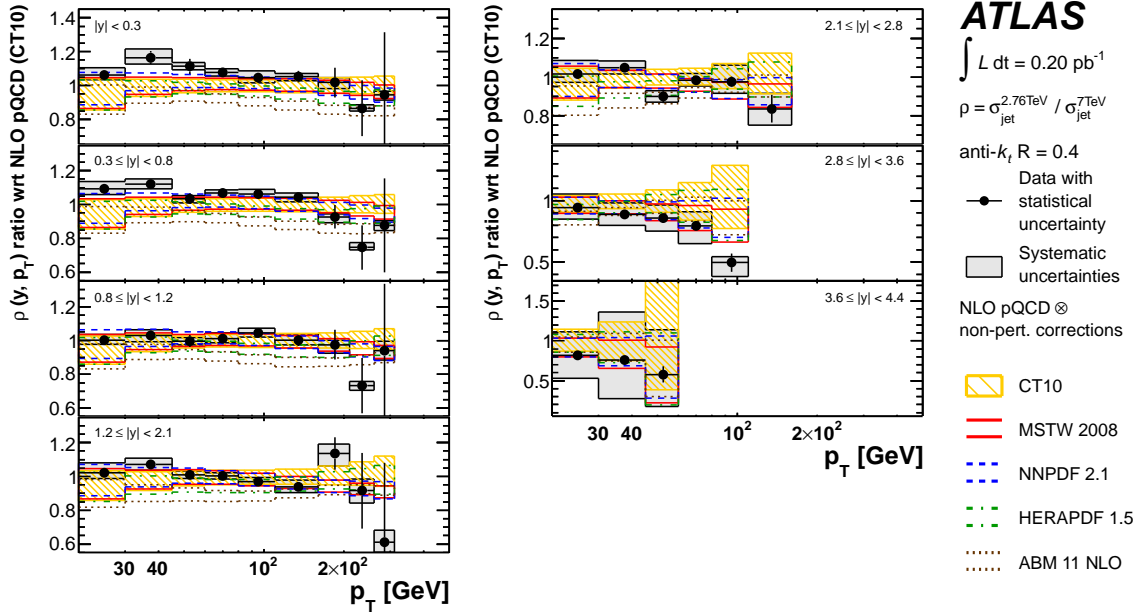 ρ (y, p_T) ratio wrt NLO pQCD (CT10)
|y| < 0.3
1.4
1.2
1
0.8
0.3 ≤ |y| < 0.8
1.2
1
0.8
0.6
0.8 ≤ |y| < 1.2
1.2
1
0.8
0.6
1.2 ≤ |y| < 2.1
1.2
1
0.8
0.6
30 40 10² 2×10²
p_T [GeV]
ρ (y, p_T) ratio wrt NLO pQCD (CT10)
2.1 ≤ |y| < 2.8
1.4
1.2
1
0.8
2.8 ≤ |y| < 3.6
1
0.5
3.6 ≤ |y| < 4.4
1.5
1
0.5
30 40 10² 2×10²
p_T [GeV]
ATLAS
∫ L dt = 0.20 pb⁻¹
ρ = σ_jet^2.76TeV / σ_jet^7TeV
anti-k_t R = 0.4
Data with
statistical
uncertainty
Systematic
uncertainties
NLO pQCD ⊗
non-pert. corrections
CT10
MSTW 2008
NNPDF 2.1
HERAPDF 1.5
ABM 11 NLO